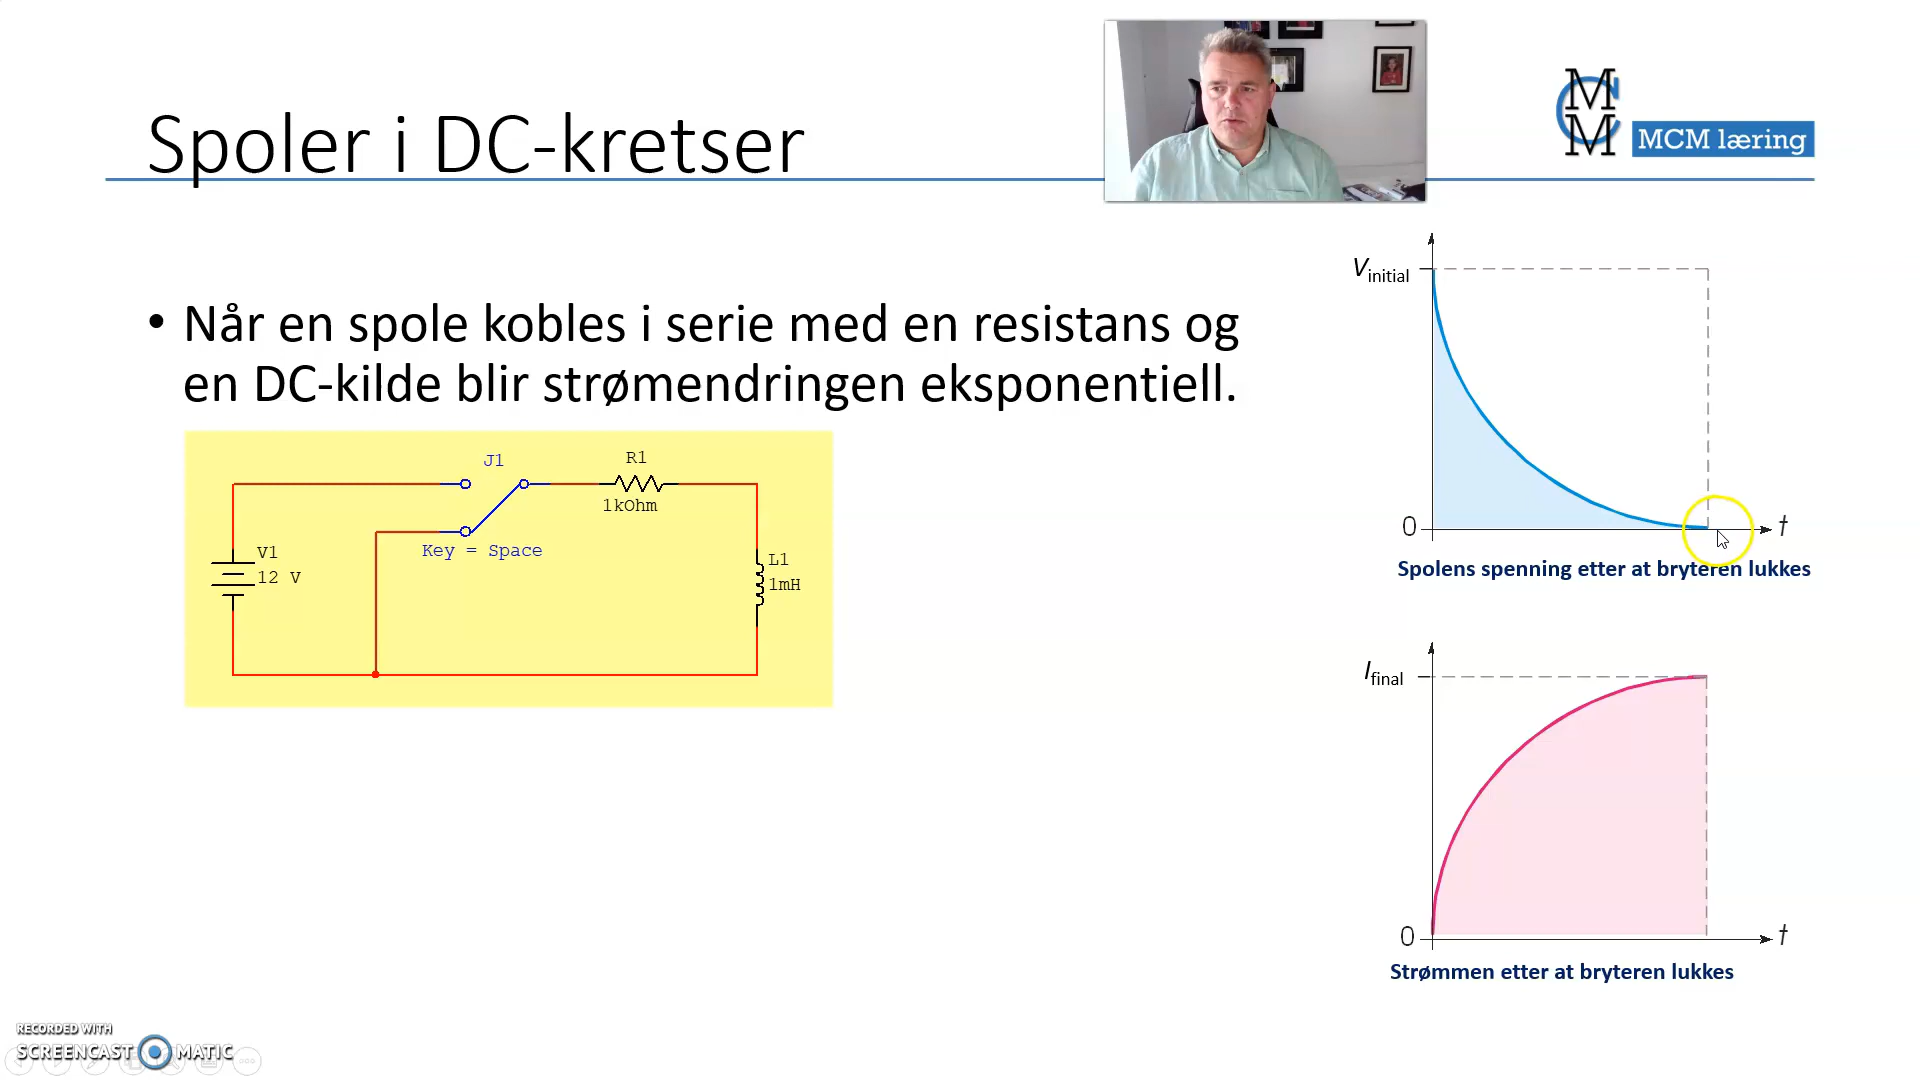 Spoler i DC-kretser
MCM
MCM læring
• Når en spole kobles i serie med en resistans og
en DC-kilde blir strømendringen eksponentiell.
J1
R1
1kOhm
Key = Space
V1
12 V
L1
1mH
Vinitial
0
t
Spolens spenning etter at bryteren lukkes
Ifinal
0
t
Strømmen etter at bryteren lukkes
RECORDED WITH
SCREENCAST MATIC